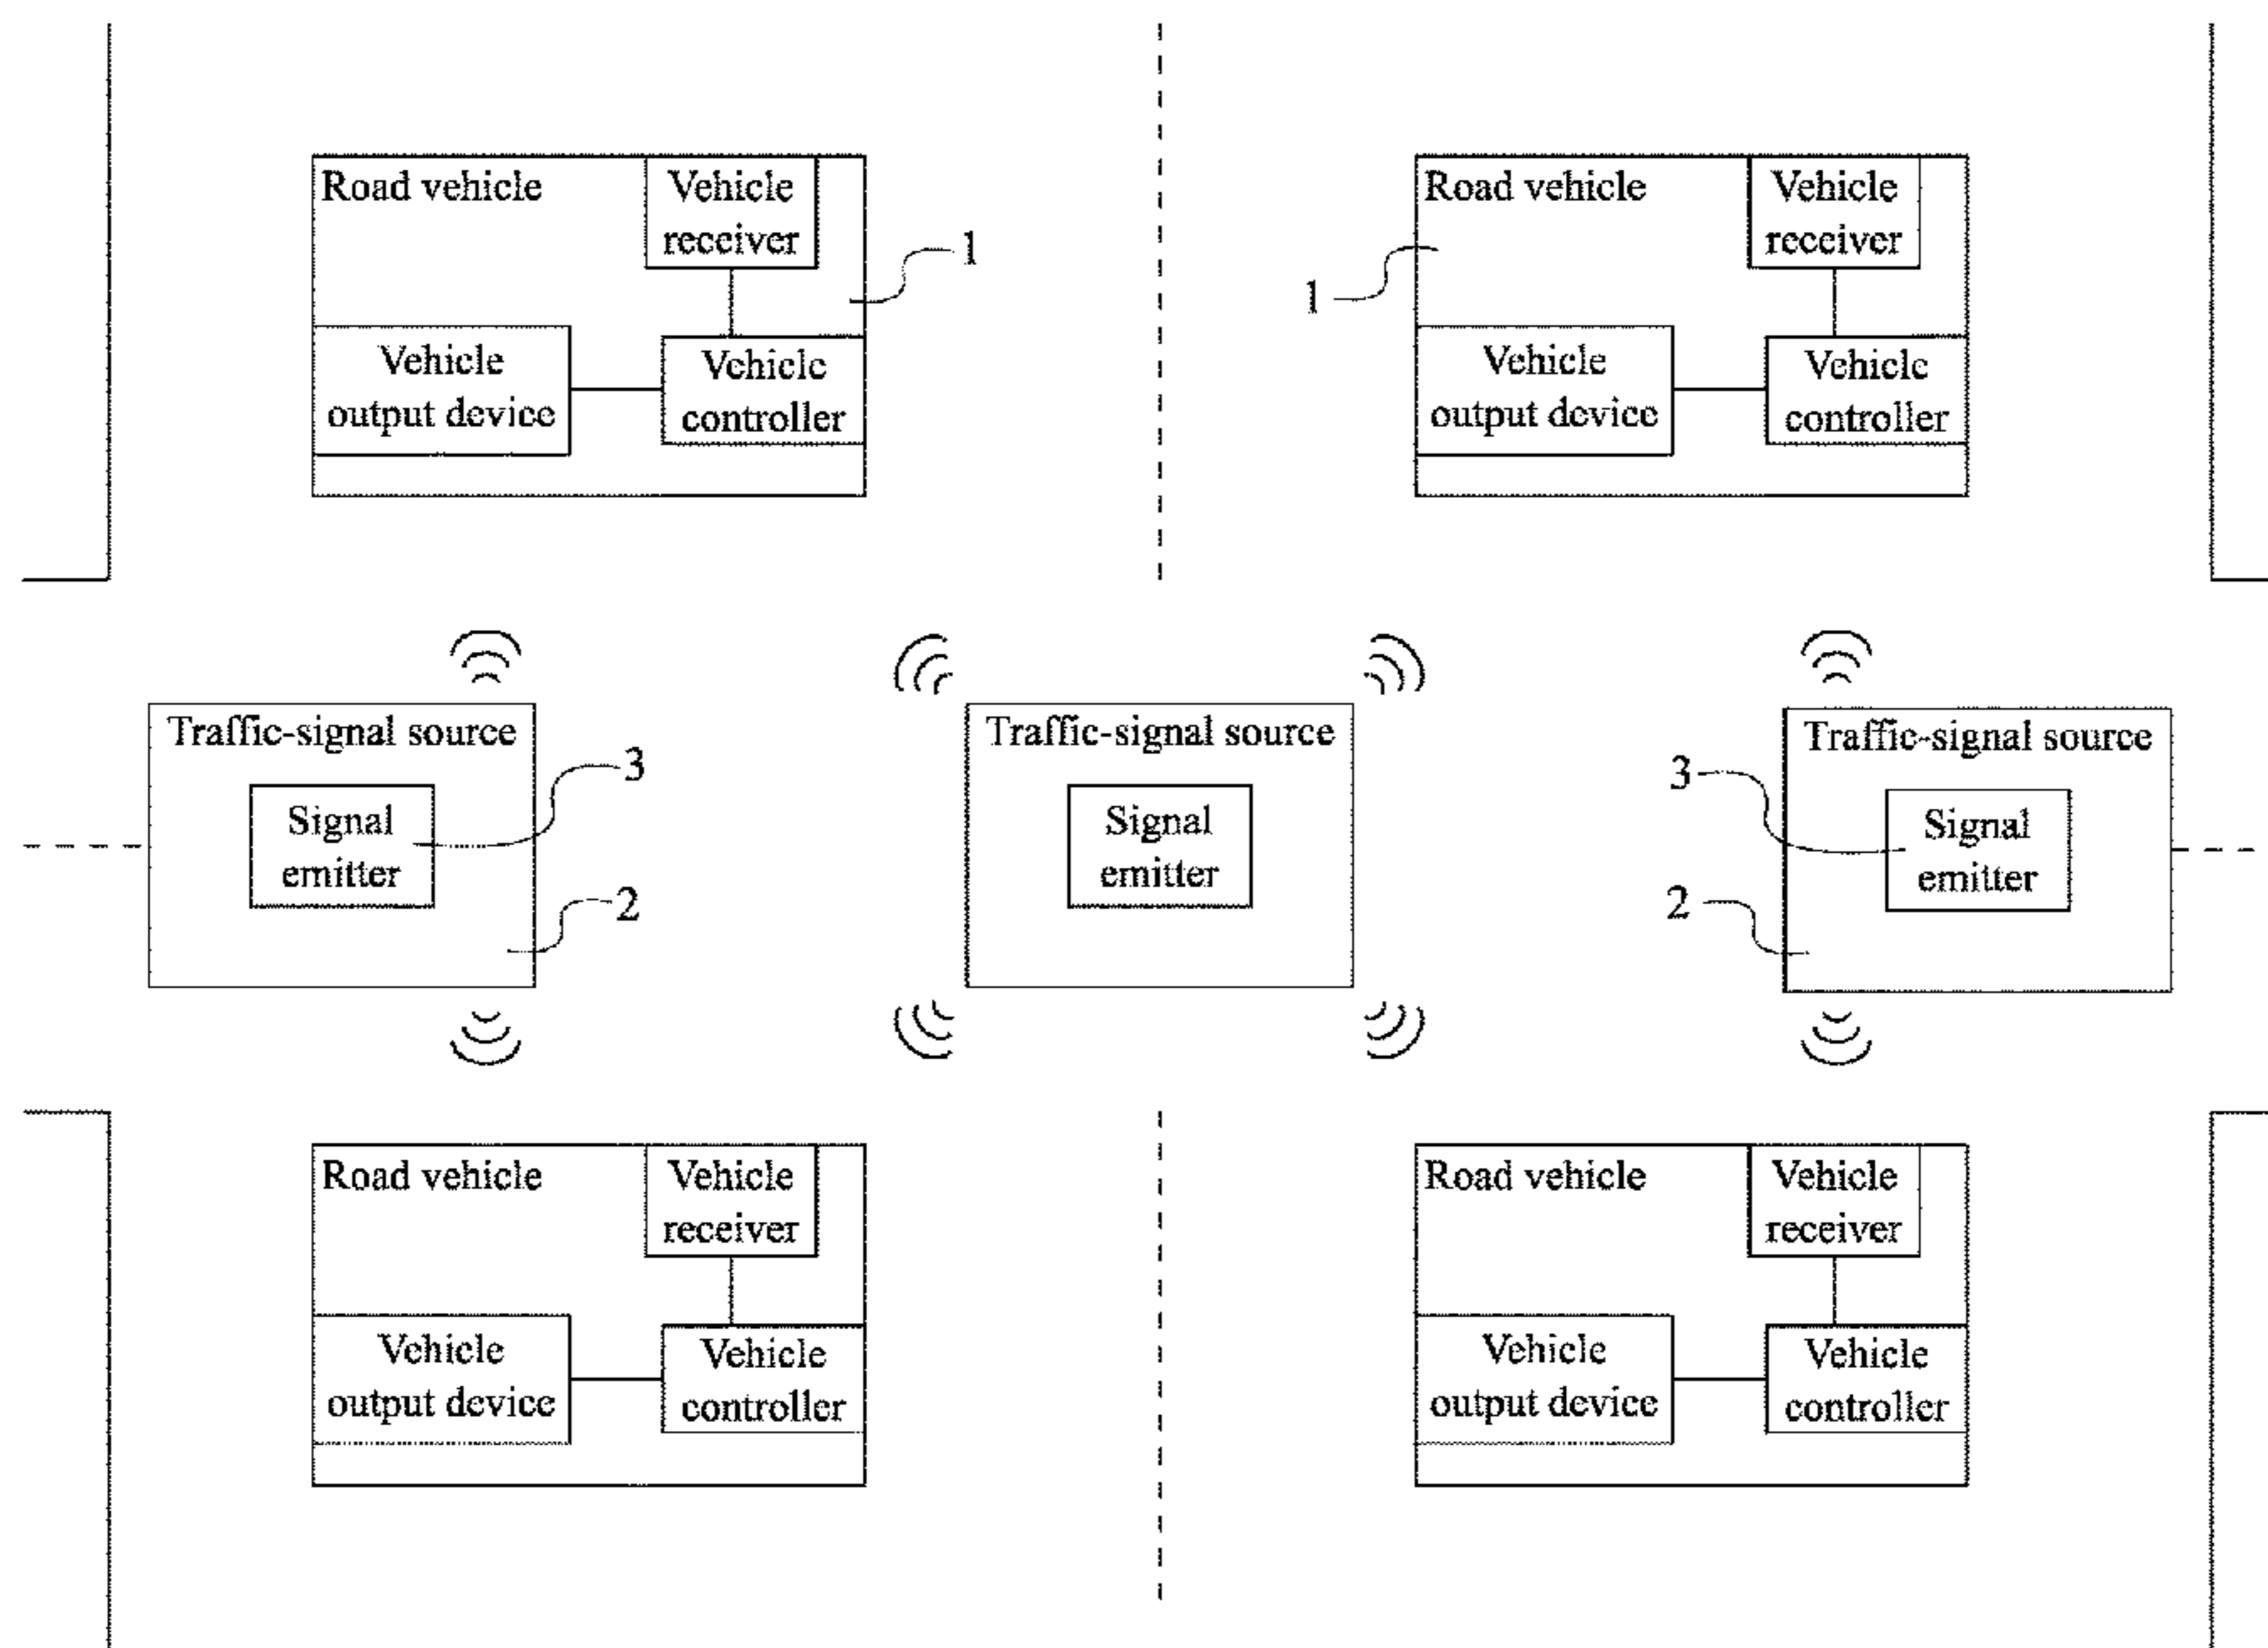 Road vehicle
Vehicle
receiver
1
Vehicle
output device
Vehicle
controller
Road vehicle
Vehicle
receiver
1
Vehicle
output device
Vehicle
controller
Traffic-signal source
Signal
emitter
3
2
Traffic-signal source
Signal
emitter
Traffic-signal source
3
Signal
emitter
2
Road vehicle
Vehicle
receiver
Vehicle
output device
Vehicle
controller
Road vehicle
Vehicle
receiver
Vehicle
output device
Vehicle
controller